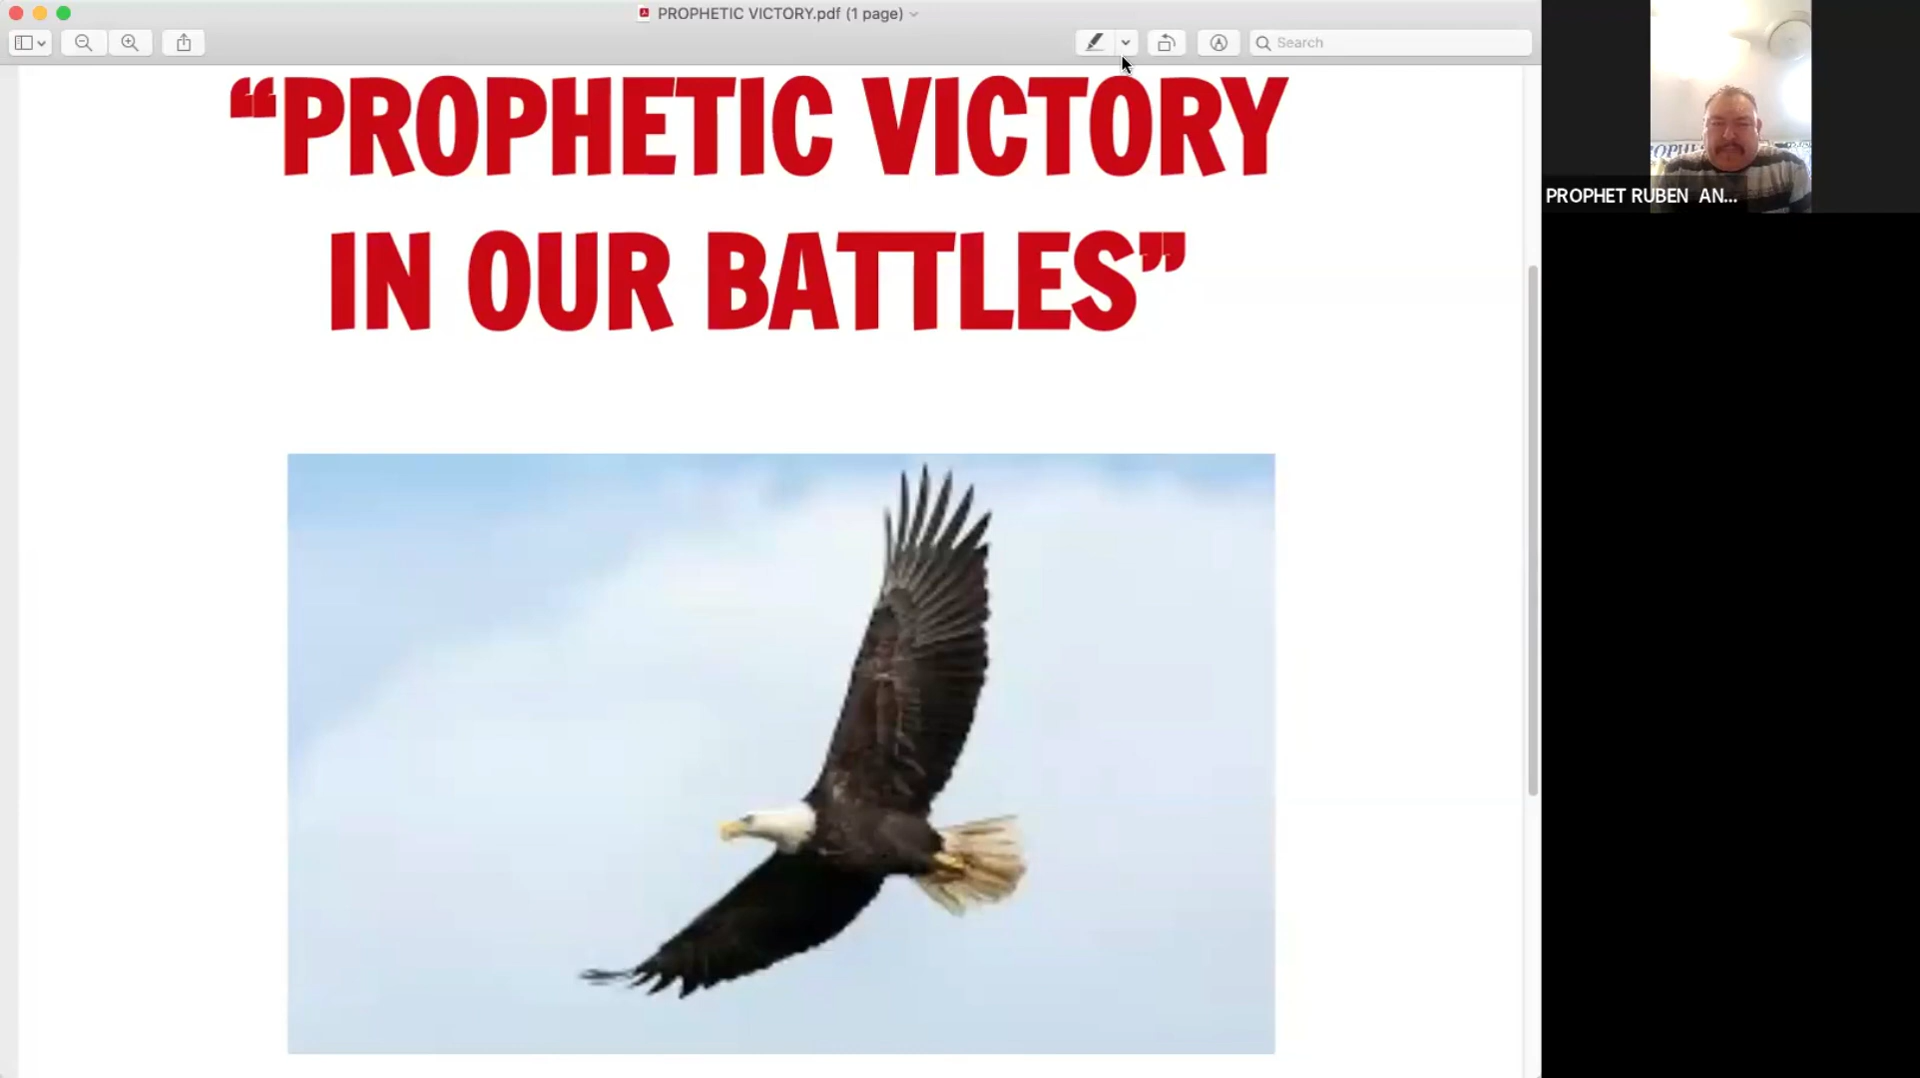 PROPHETIC VICTORY.pdf (1 page)
Search
“PROPHETIC VICTORY
IN OUR BATTLES”
PROPHET RUBEN AN...